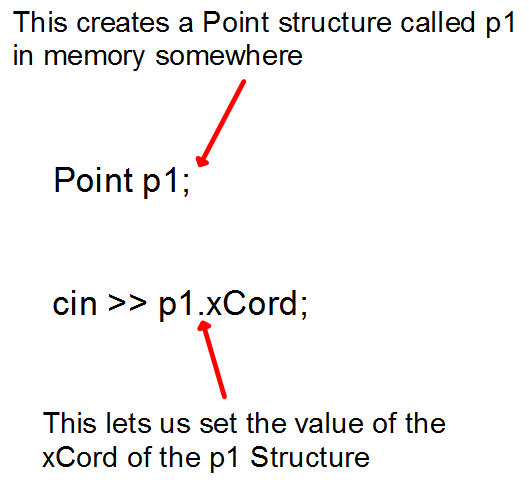 This creates a Point structure called p1
in memory somewhere
Point p1;
cin >> p1.xCord;
This lets us set the value of the
xCord of the p1 Structure